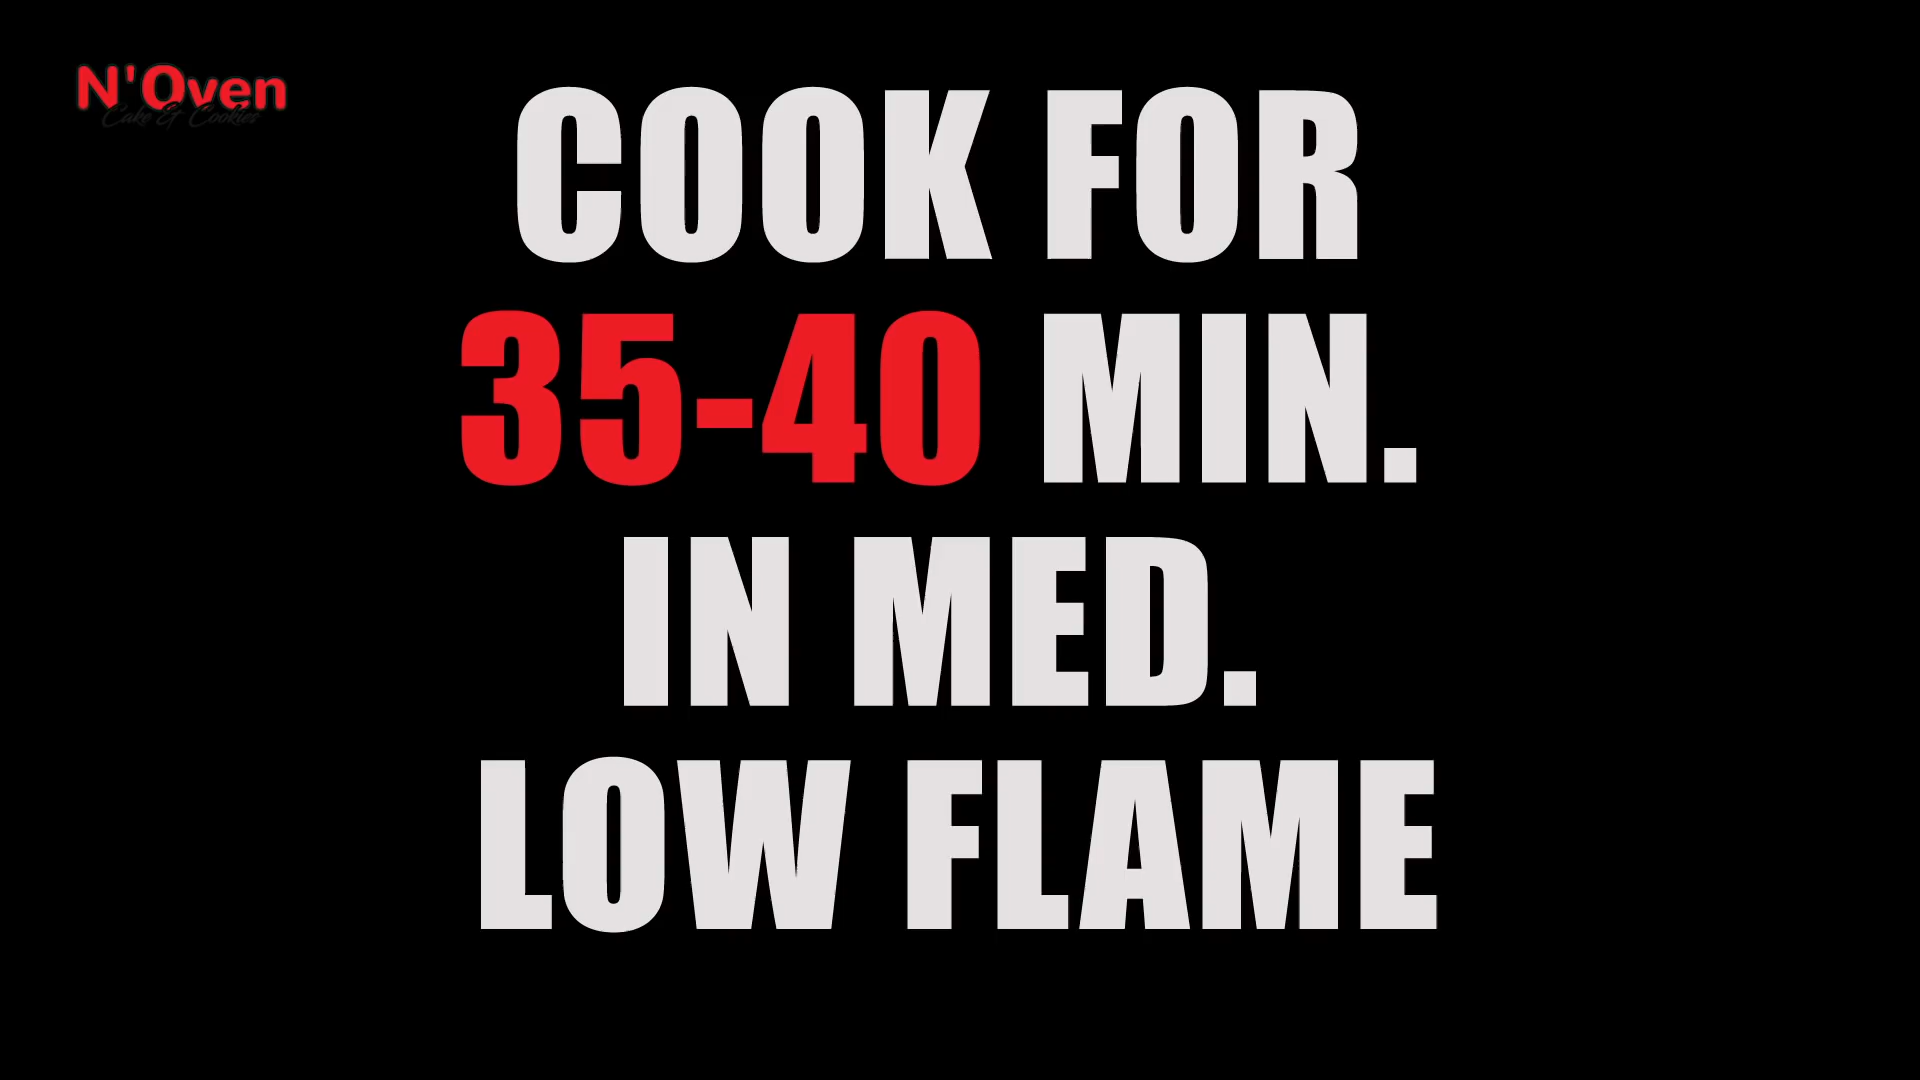 N'Oven
Cake & Cookies
COOK FOR
35-40 MIN.
IN MED.
LOW FLAME